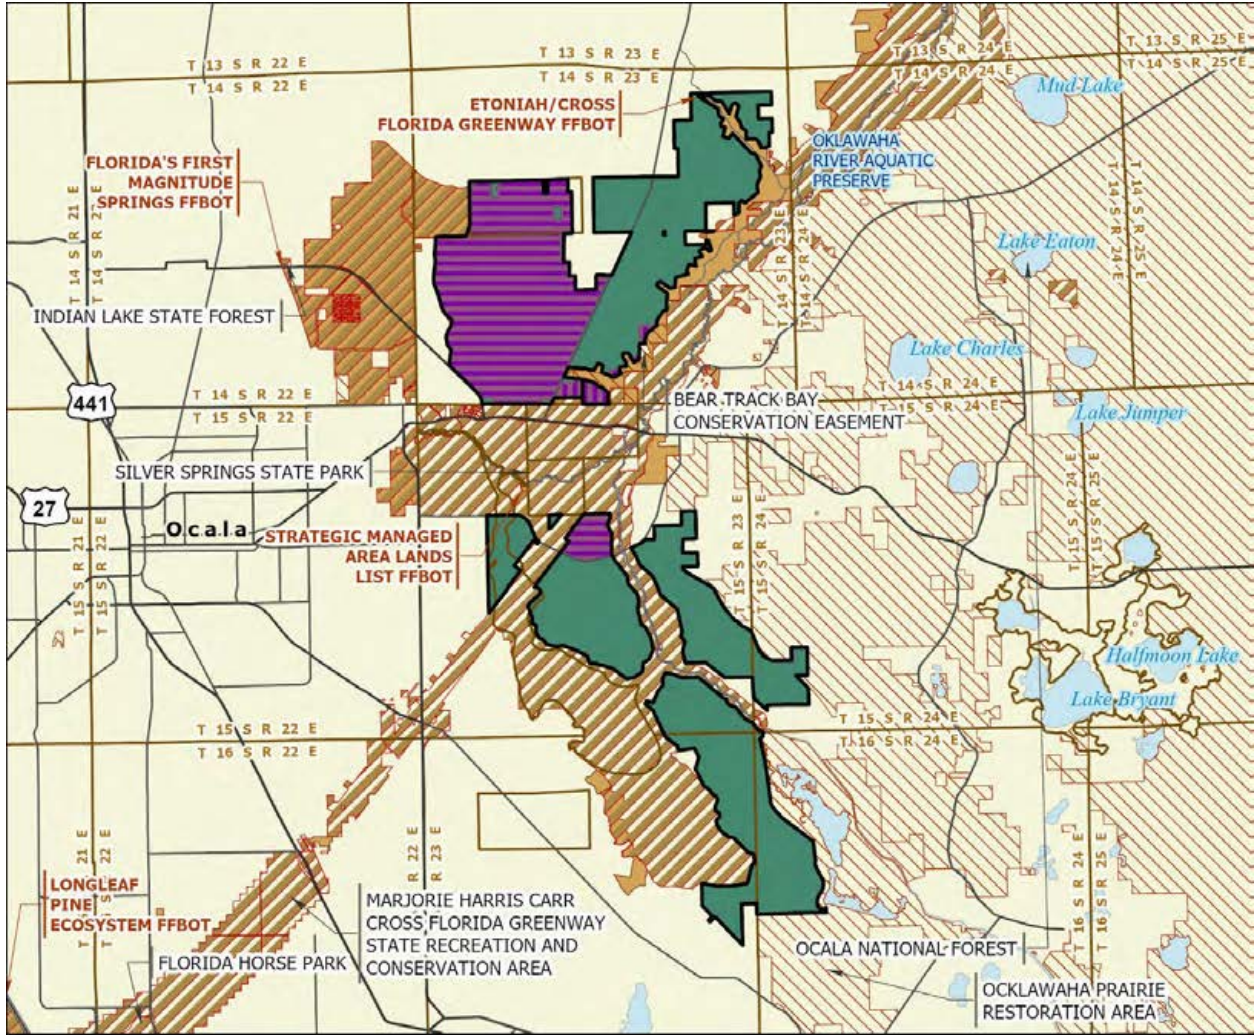 T 13 S R 22 E
T 14 S R 22 E
T 13 S R 23 E
T 14 S R 23 E
T 13 S R 24 E
T 14 S R 24 E
T 13 S R 25 E
T 14 S R 25 E
Mud Lake
ETONIAH/CROSS
FLORIDA GREENWAY FFBOT
OKLAWAHA
RIVER AQUATIC
PRESERVE
FLORIDA'S FIRST
MAGNITUDE
SPRINGS FFBOT
T 14 S R 21 E
T 14 S R 22 E
T 14 S R 23 E
T 14 S R 24 E
T 14 S R 24 E
T 14 S R 25 E
Lake Eaton
INDIAN LAKE STATE FOREST
Lake Charles
441
T 14 S R 22 E
T 15 S R 22 E
T 14 S R 24 E
T 15 S R 24 E
BEAR TRACK BAY
CONSERVATION EASEMENT
Lake Jumper
SILVER SPRINGS STATE PARK
27
Ocala
STRATEGIC MANAGED
AREA LANDS
LIST FFBOT
T 15 S R 21 E
T 15 S R 22 E
T 15 S R 23 E
T 15 S R 24 E
T 15 S R 24 E
T 15 S R 25 E
Halfmoon Lake
Lake Bryant
T 15 S R 22 E
T 16 S R 22 E
T 15 S R 24 E
T 16 S R 24 E
21 E
22 E
R 22 E
R 23 E
T 16 S R 24 E
T 16 S R 25 E
LONGLEAF
PINE
ECOSYSTEM FFBOT
MARJORIE HARRIS CARR
CROSS FLORIDA GREENWAY
STATE RECREATION AND
CONSERVATION AREA
FLORIDA HORSE PARK
OCALA NATIONAL FOREST
OCKLAWAHA PRAIRIE
RESTORATION AREA